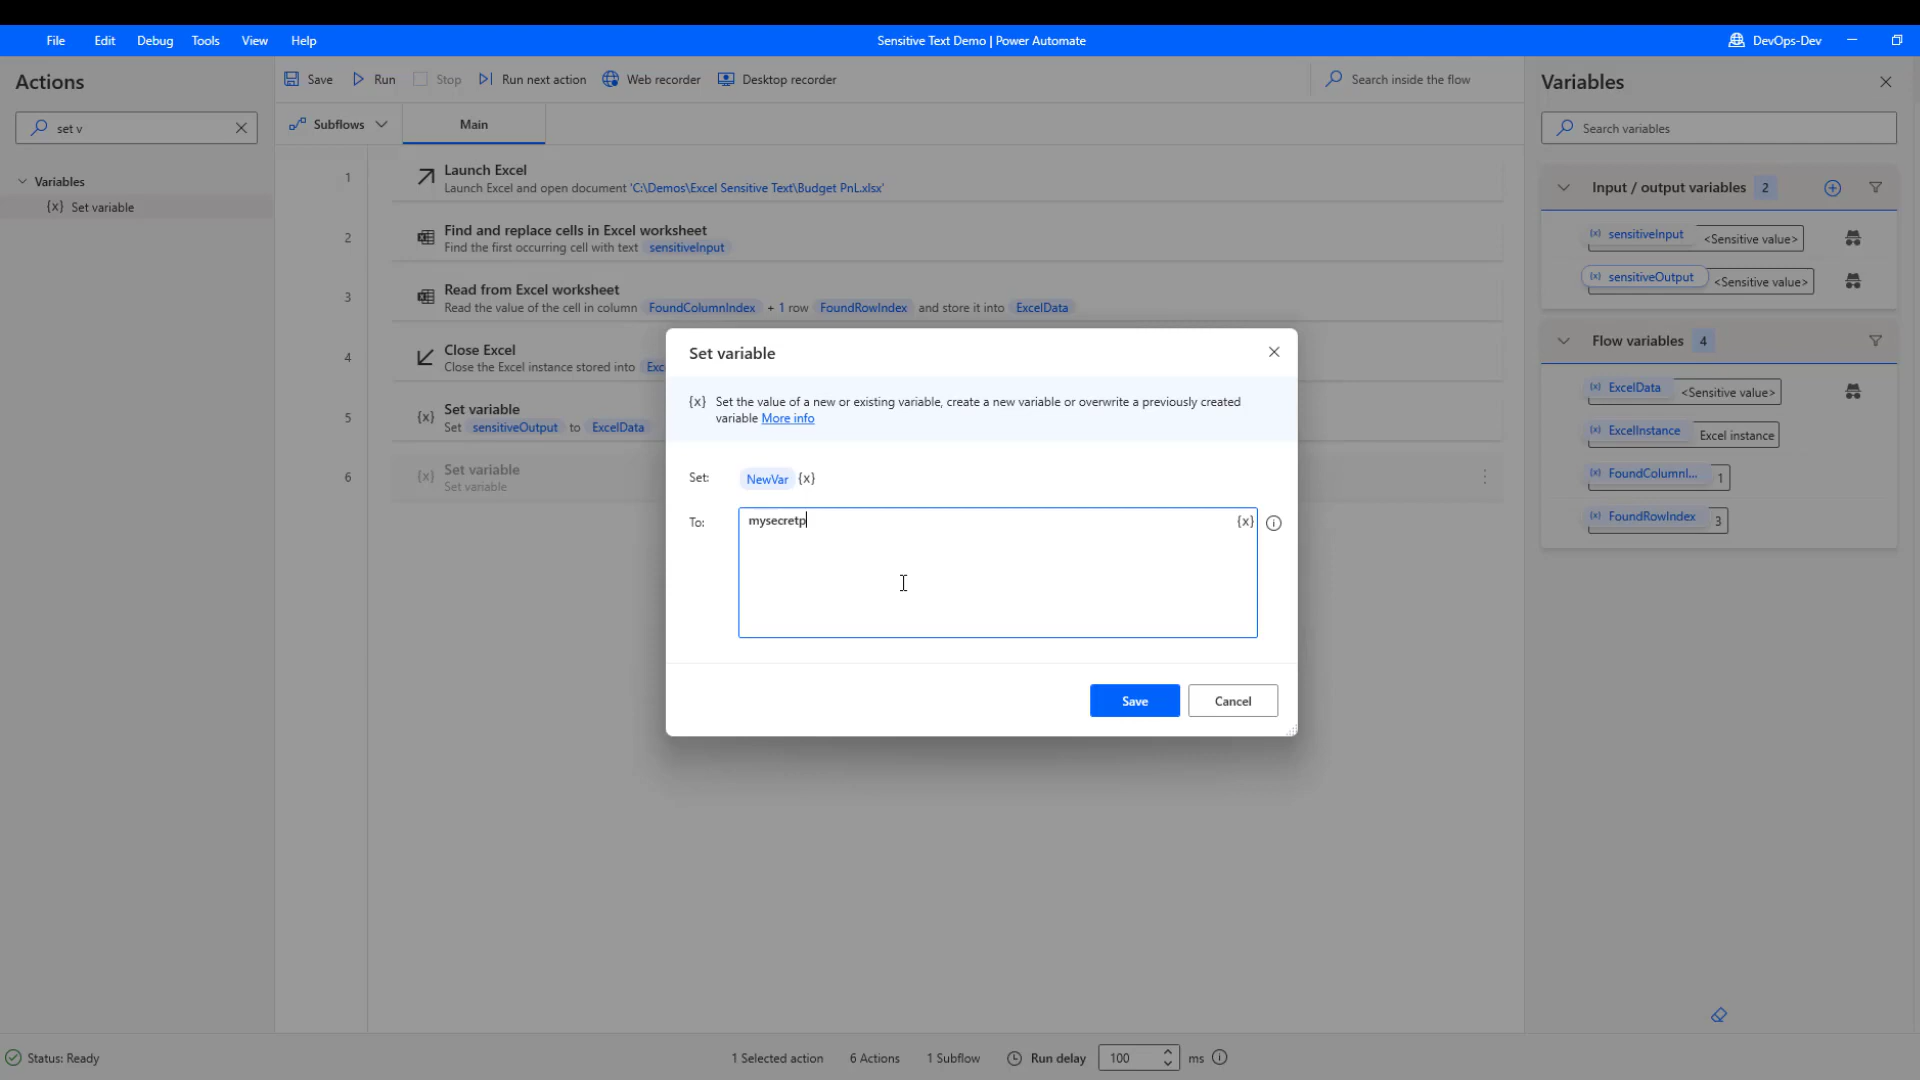 File Edit Debug Tools View Help
Sensitive Text Demo | Power Automate
DevOps-Dev
Actions
set v
Variables
{x} Set variable
Save Run Stop Run next action Web recorder Desktop recorder
Search inside the flow
Subflows
Main
1
Launch Excel
Launch Excel and open document 'C:\Demos\Excel Sensitive Text\Budget PnL.xlsx'
2
Find and replace cells in Excel worksheet
Find the first occurring cell with text sensitiveInput
3
Read from Excel worksheet
Read the value of the cell in column FoundColumnIndex + 1 row FoundRowIndex and store it into ExcelData
4
Close Excel
Close the Excel instance stored into Exc
5
{x} Set variable
Set sensitiveOutput to ExcelData
6
{x} Set variable
Set variable
Set variable
{x} Set the value of a new or existing variable, create a new variable or overwrite a previously created
variable More info
Set: NewVar {x}
To: mysecretp {x}
Save Cancel
Variables
Search variables
Input / output variables 2
{x} sensitiveInput <Sensitive value>
{x} sensitiveOutput <Sensitive value>
Flow variables 4
{x} ExcelData <Sensitive value>
{x} ExcelInstance Excel instance
{x} FoundColumnI... 1
{x} FoundRowIndex 3
Status: Ready
1 Selected action
6 Actions
1 Subflow
Run delay 100 ms